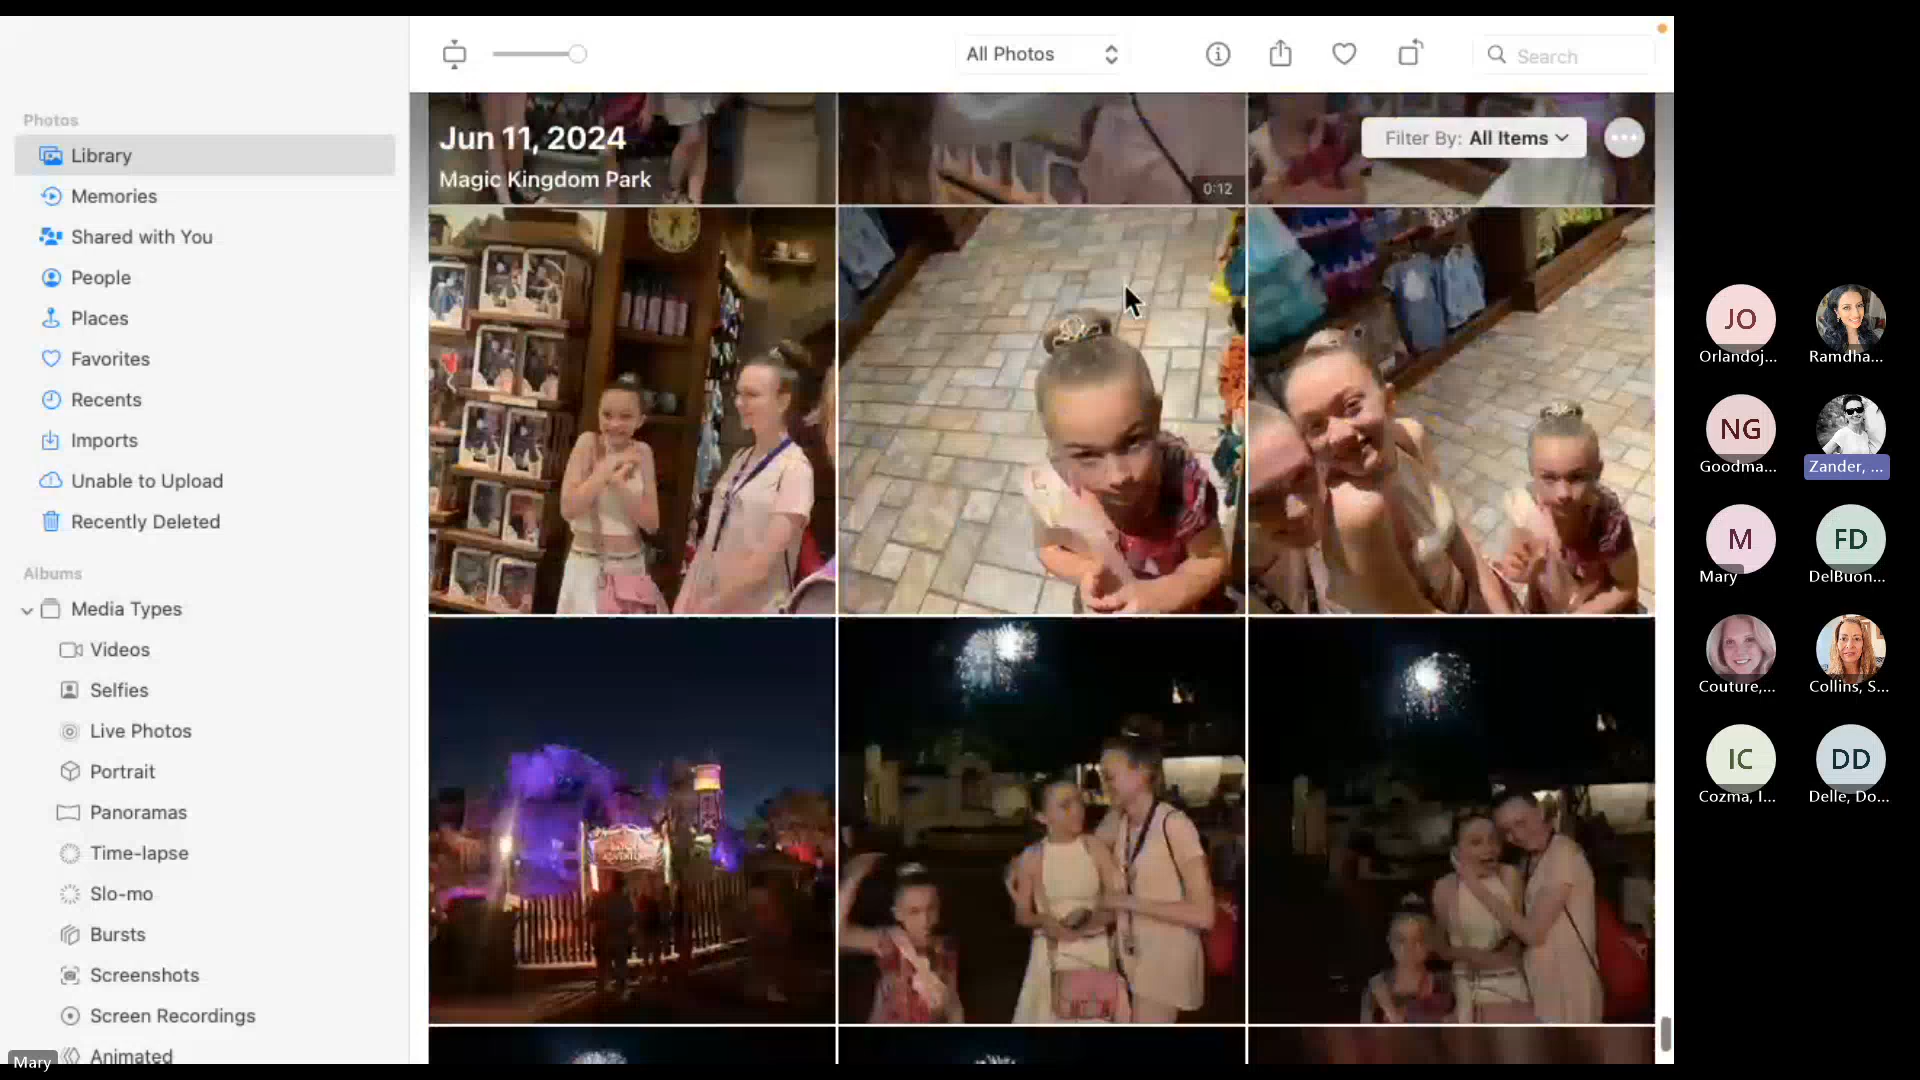 All Photos
Search
Photos
Library
Memories
Shared with You
People
Places
Favorites
Recents
Imports
Unable to Upload
Recently Deleted
Albums
Media Types
Videos
Selfies
Live Photos
Portrait
Panoramas
Time-lapse
Slo-mo
Bursts
Screenshots
Screen Recordings
Animated
Mary
Jun 11, 2024
Magic Kingdom Park
Filter By: All Items
0:12
JO
Orlandoj...
Ramdha...
NG
Goodma...
Zander, ...
M
Mary
FD
DelBuon...
Couture,...
Collins, S...
IC
Cozma, I...
DD
Delle, Do...